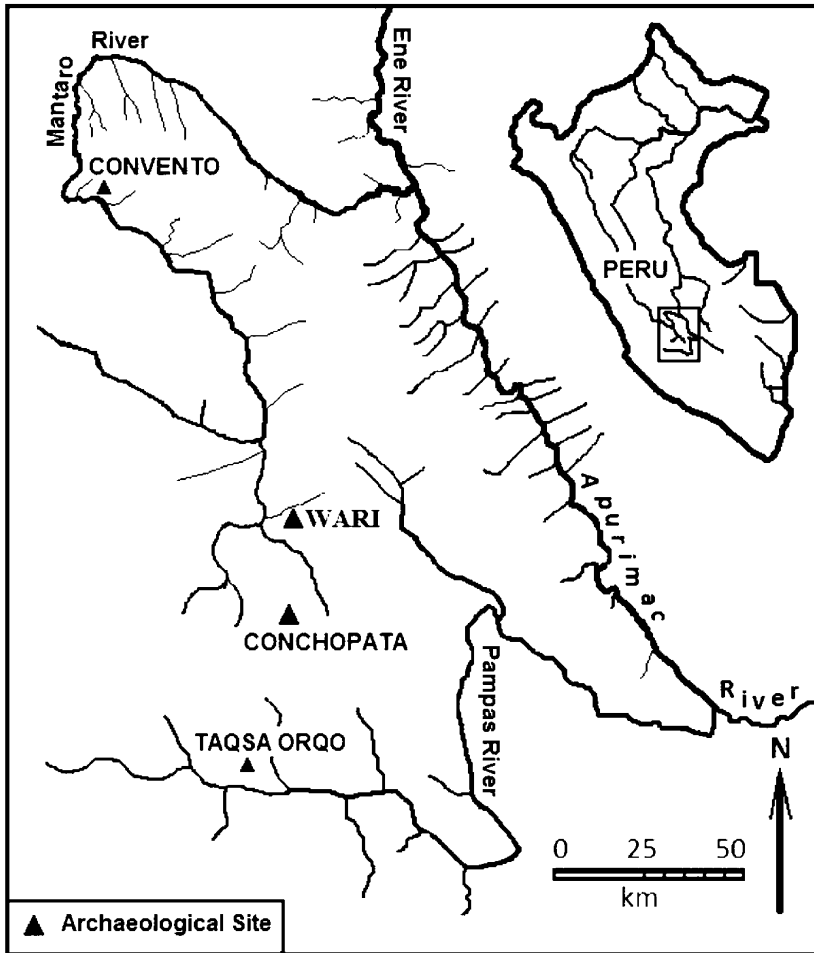 Mantaro
River
Ene River
CONVENTO
PERU
WARI
Apurimac
River
CONCHOPATA
Pampas River
TAQSA ORQO
N
0 25 50
km
Archaeological Site